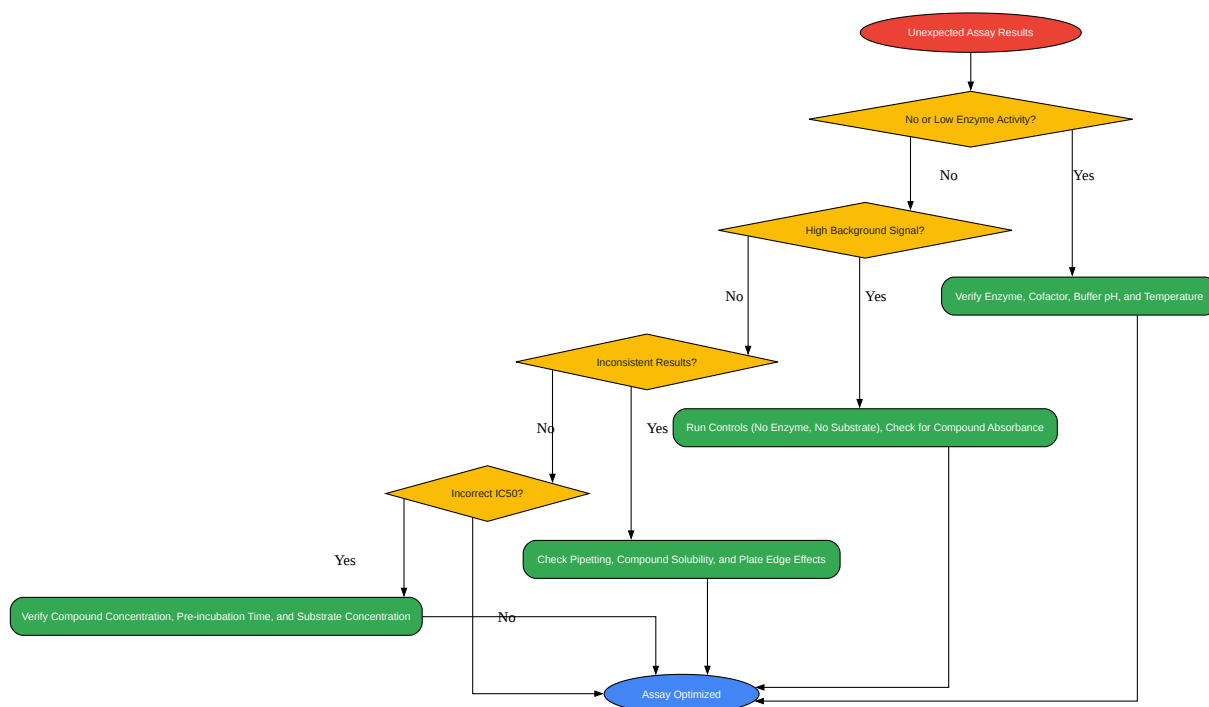 Unexpected Assay Results
No or Low Enzyme Activity?
No
Yes
High Background Signal?
No
Yes
Verify Enzyme, Cofactor, Buffer pH, and Temperature
Inconsistent Results?
No
Yes
Run Controls (No Enzyme, No Substrate), Check for Compound Absorbance
Incorrect IC50?
Yes
Check Pipetting, Compound Solubility, and Plate Edge Effects
Verify Compound Concentration, Pre-incubation Time, and Substrate Concentration
No
Assay Optimized